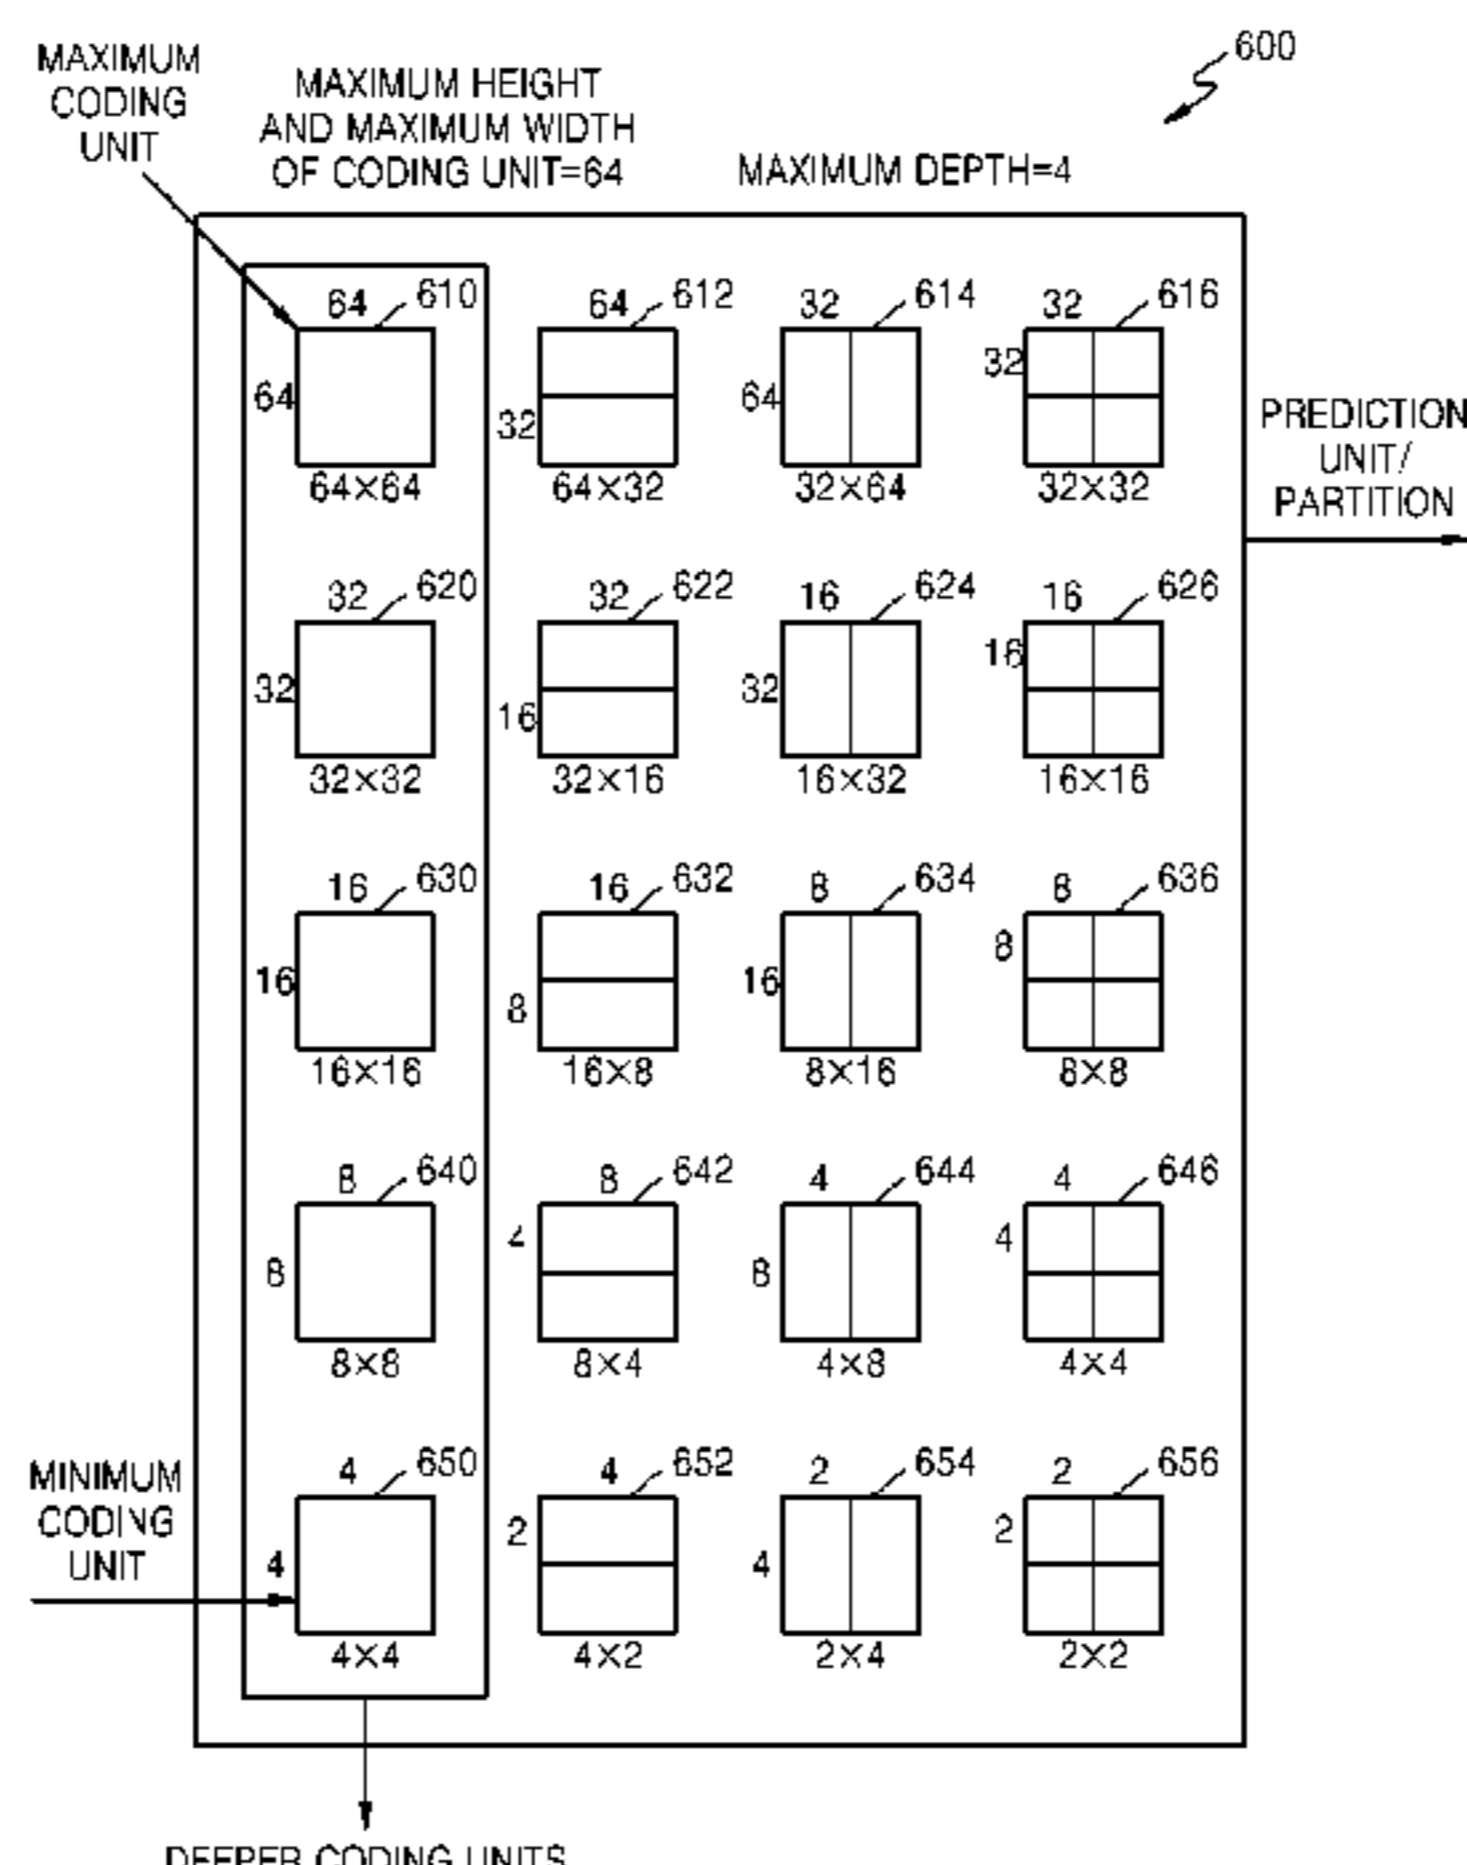 600
MAXIMUM
CODING
UNIT
MAXIMUM HEIGHT
AND MAXIMUM WIDTH
OF CODING UNIT=64
MAXIMUM DEPTH=4
64 610 64 612 32 614 32 616
64 32 64 32
64×64 64×32 32×64 32×32
PREDICTION
UNIT/
PARTITION
32 620 32 622 16 624 16 626
32 16 32 16
32×32 32×16 16×32 16×16
16 630 16 632 8 634 8 636
16 8 16 8
16×16 16×8 8×16 8×8
8 640 8 642 4 644 4 646
8 4 8 4
8×8 8×4 4×8 4×4
MINIMUM
CODING
UNIT
4 650 4 652 2 654 2 656
4 2 4 2
4×4 4×2 2×4 2×2
DEEPER CODING UNITS